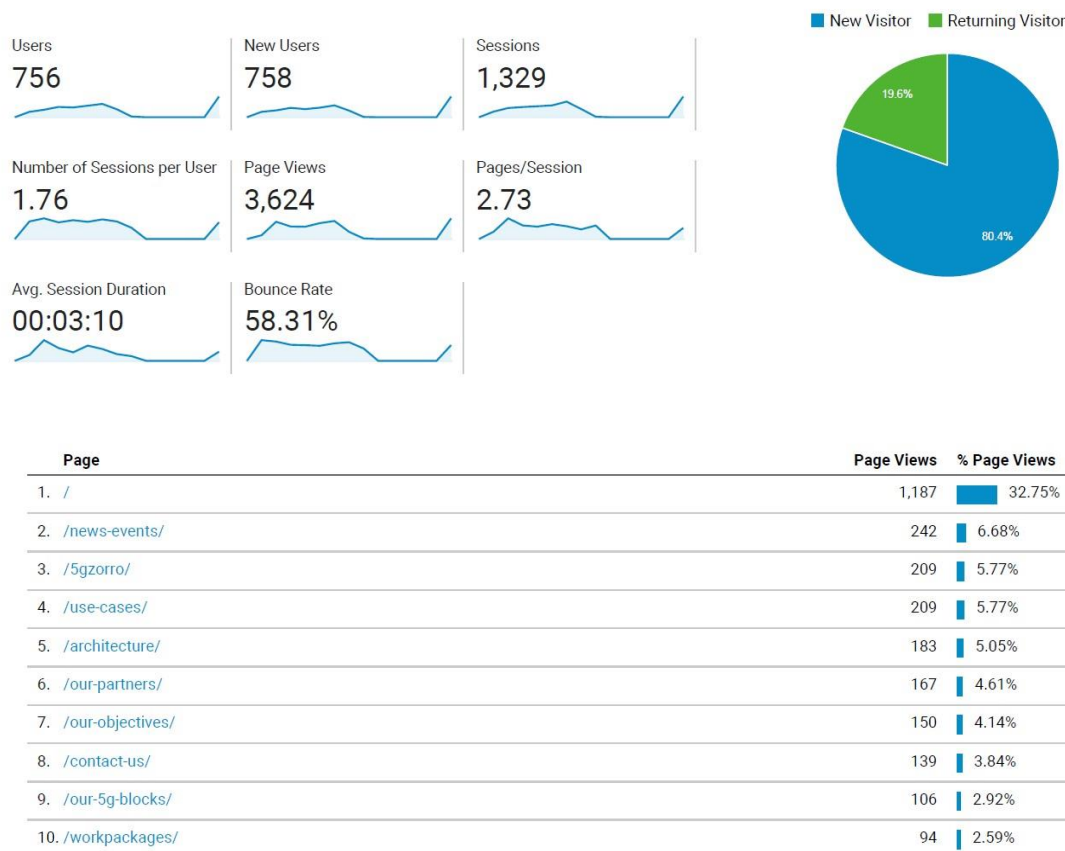 New Visitor Returning Visitor
Users New Users Sessions
756 758 1,329
Number of Sessions per User Page Views Pages/Session
1.76 3,624 2.73
Avg. Session Duration Bounce Rate
00:03:10 58.31%
19.6%
80.4%
Page Page Views % Page Views
1. / 1,187 32.75%
2. /news-events/ 242 6.68%
3. /5gzorro/ 209 5.77%
4. /use-cases/ 209 5.77%
5. /architecture/ 183 5.05%
6. /our-partners/ 167 4.61%
7. /our-objectives/ 150 4.14%
8. /contact-us/ 139 3.84%
9. /our-5g-blocks/ 106 2.92%
10. /workpackages/ 94 2.59%